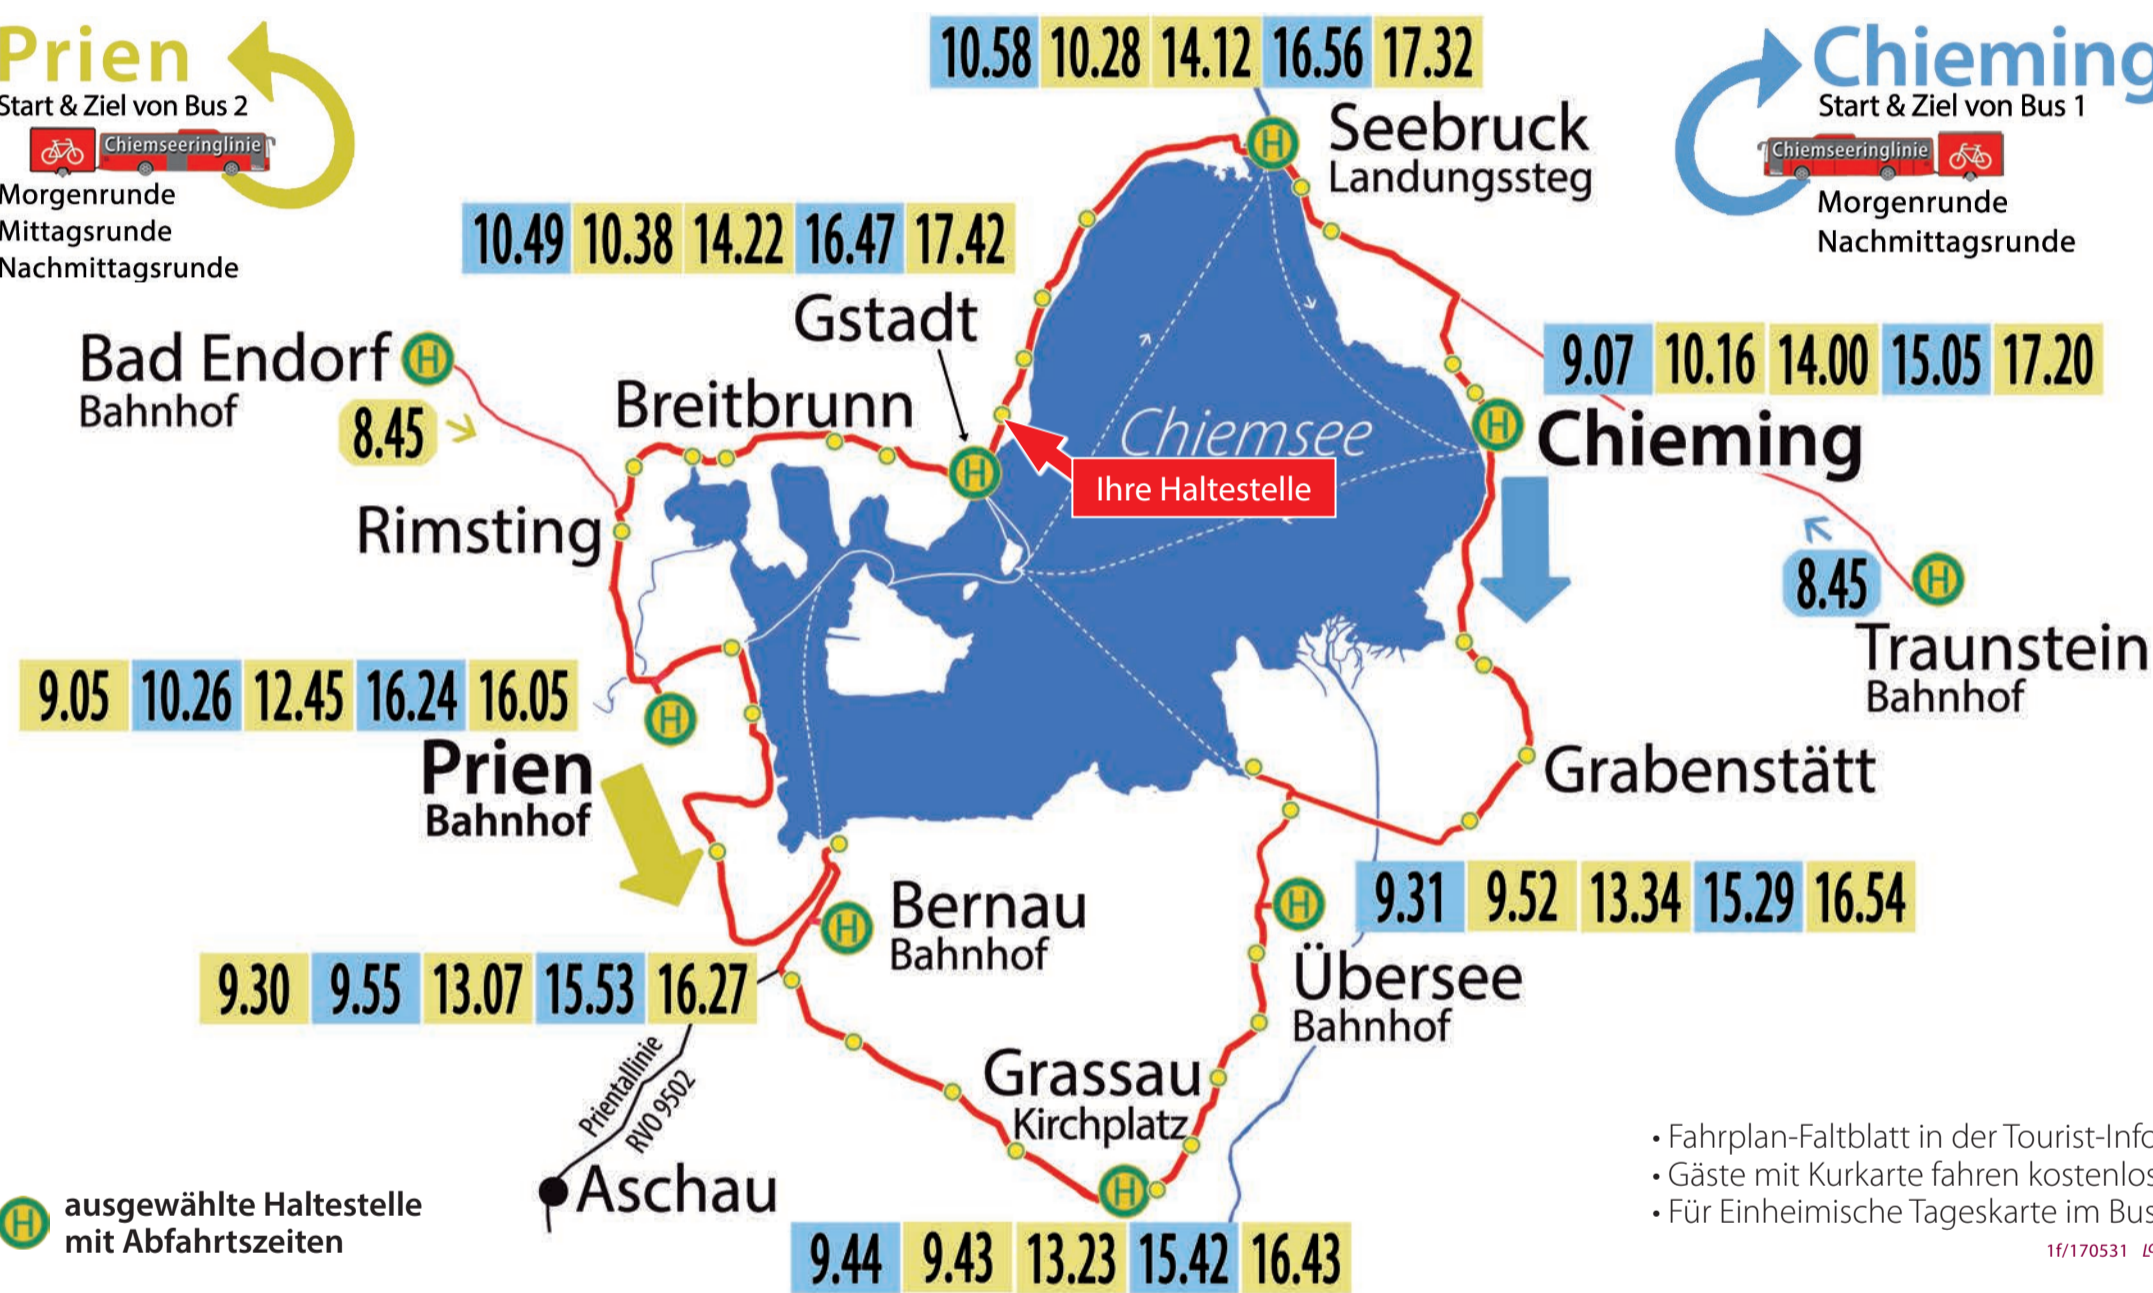 Prien
Start & Ziel von Bus 2
Chiemseeringlinie
Morgenrunde
Mittagsrunde
Nachmittagsrunde
10.58 10.28 14.12 16.56 17.32
Seebruck
Landungssteg
Chieming
Start & Ziel von Bus 1
Chiemseeringlinie
Morgenrunde
Nachmittagsrunde
10.49 10.38 14.22 16.47 17.42
Gstadt
Bad Endorf H
Bahnhof
8.45
Breitbrunn
H
H
9.07 10.16 14.00 15.05 17.20
H Chieming
Chiemsee
Ihre Haltestelle
Rimsting
8.45
H
Traunstein
Bahnhof
9.05 10.26 12.45 16.24 16.05
H
Prien
Bahnhof
Grabenstätt
H Bernau
Bahnhof
9.30 9.55 13.07 15.53 16.27
H
9.31 9.52 13.34 15.29 16.54
Übersee
Bahnhof
Prientallinie
RVO 9502
Aschau
Grassau
Kirchplatz
H
9.44 9.43 13.23 15.42 16.43
H ausgewählte Haltestelle
mit Abfahrtszeiten
• Fahrplan-Faltblatt in der Tourist-Info
• Gäste mit Kurkarte fahren kostenlos
• Für Einheimische Tageskarte im Bus
1f/170531